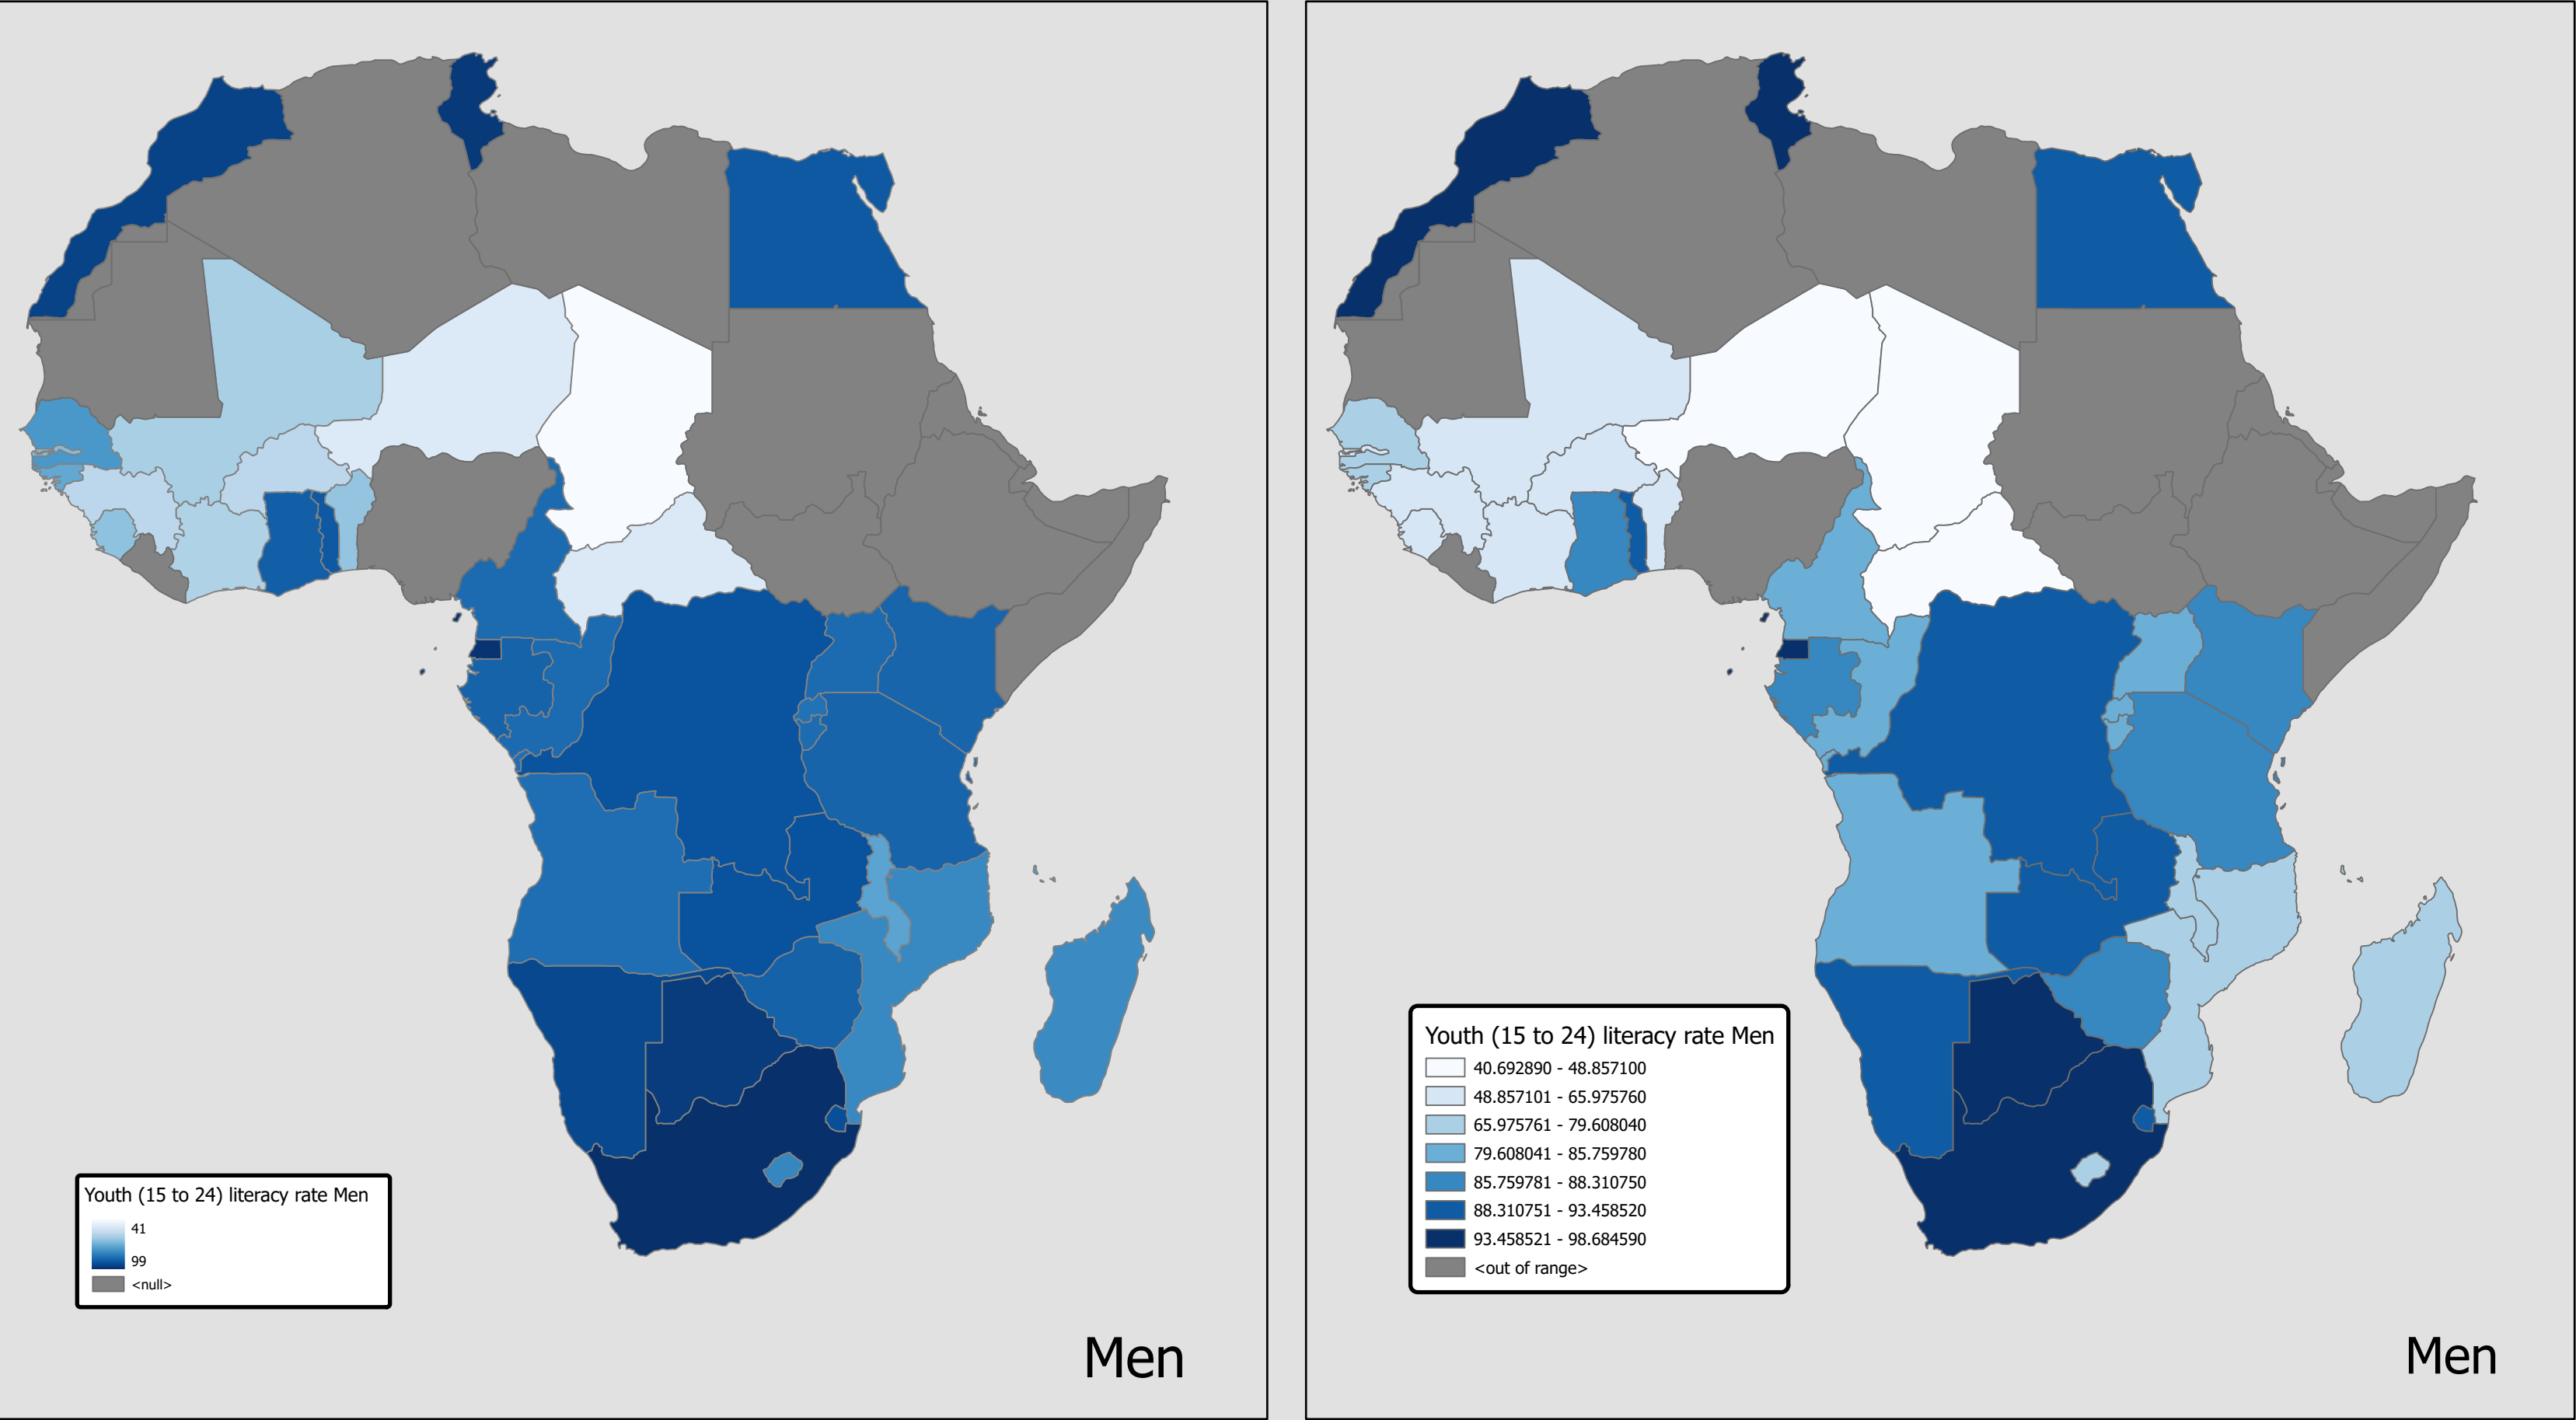 Youth (15 to 24) literacy rate Men
41
99
<null>
Men
Youth (15 to 24) literacy rate Men
40.692890 - 48.857100
48.857101 - 65.975760
65.975761 - 79.608040
79.608041 - 85.759780
85.759781 - 88.310750
88.310751 - 93.458520
93.458521 - 98.684590
<out of range>
Men